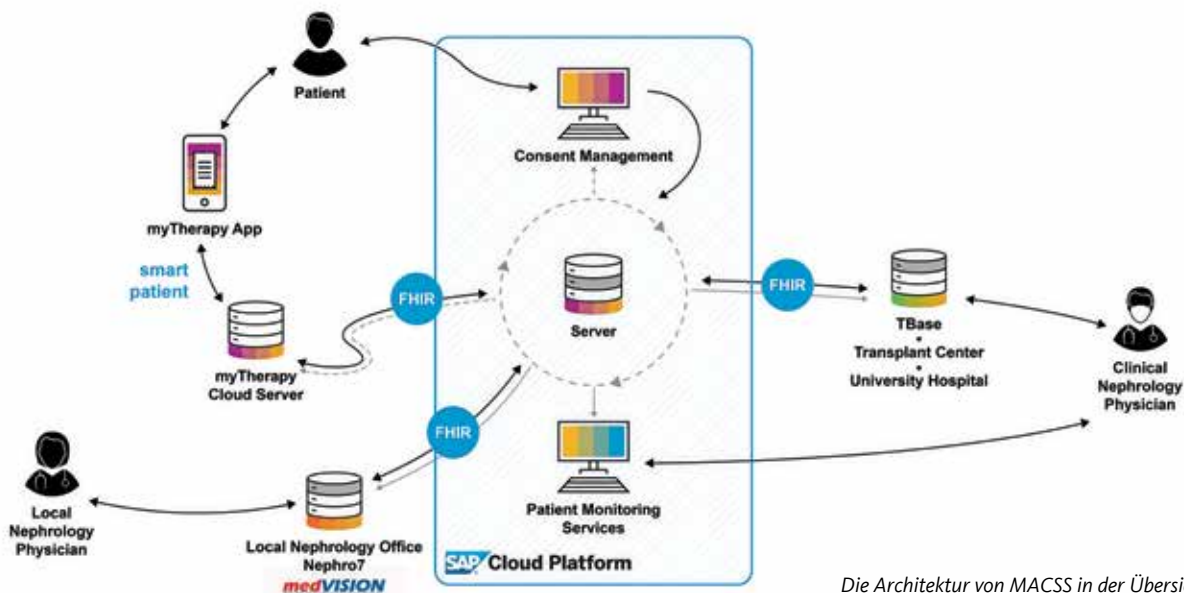 Patient
Consent Management
myTherapy App
smart
patient
FHIR
FHIR
Server
myTherapy
Cloud Server
TBase
•
Transplant Center
•
University Hospital
Clinical
Nephrology
Physician
FHIR
Local
Nephrology
Physician
Local Nephrology Office
Nephro7
medVISION
Patient Monitoring
Services
SAP Cloud Platform
Die Architektur von MACSS in der Übersi